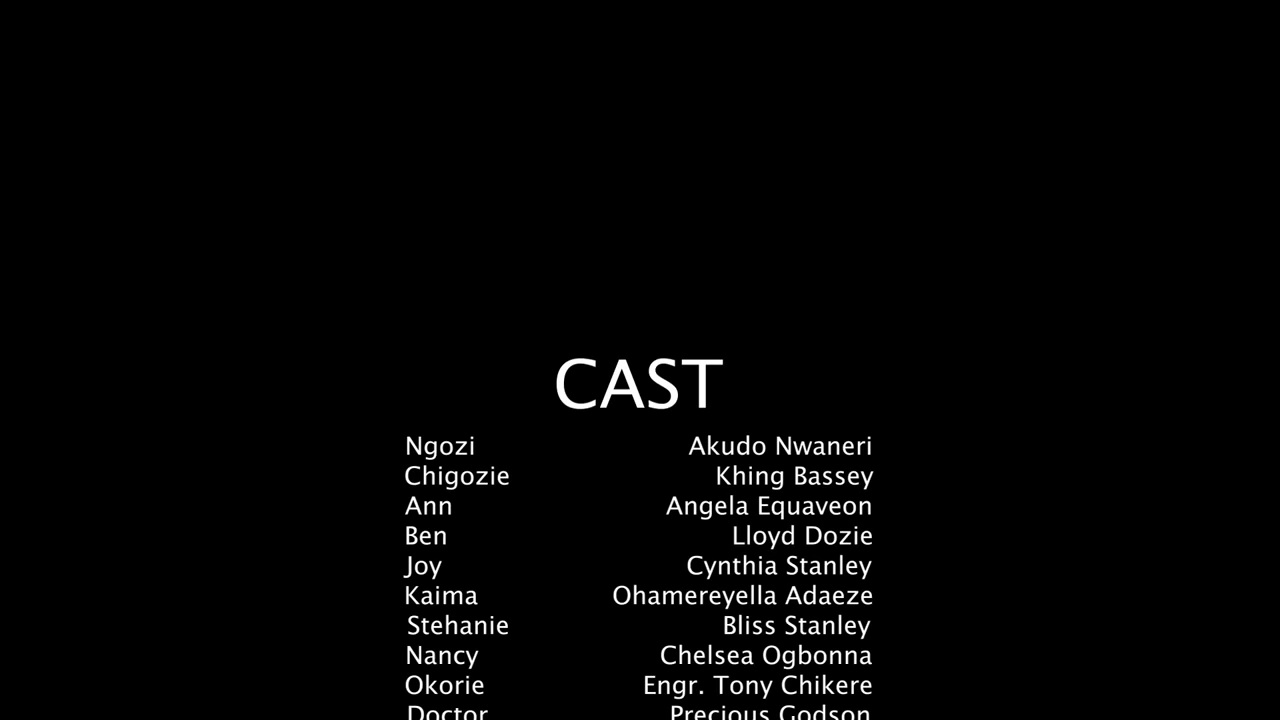 CAST
Ngozi Akudo Nwaneri
Chigozie Khing Bassey
Ann Angela Equaveon
Ben Lloyd Dozie
Joy Cynthia Stanley
Kaima Ohamereyella Adaeze
Stehanie Bliss Stanley
Nancy Chelsea Ogbonna
Okorie Engr. Tony Chikere
Doctor Precious Godson